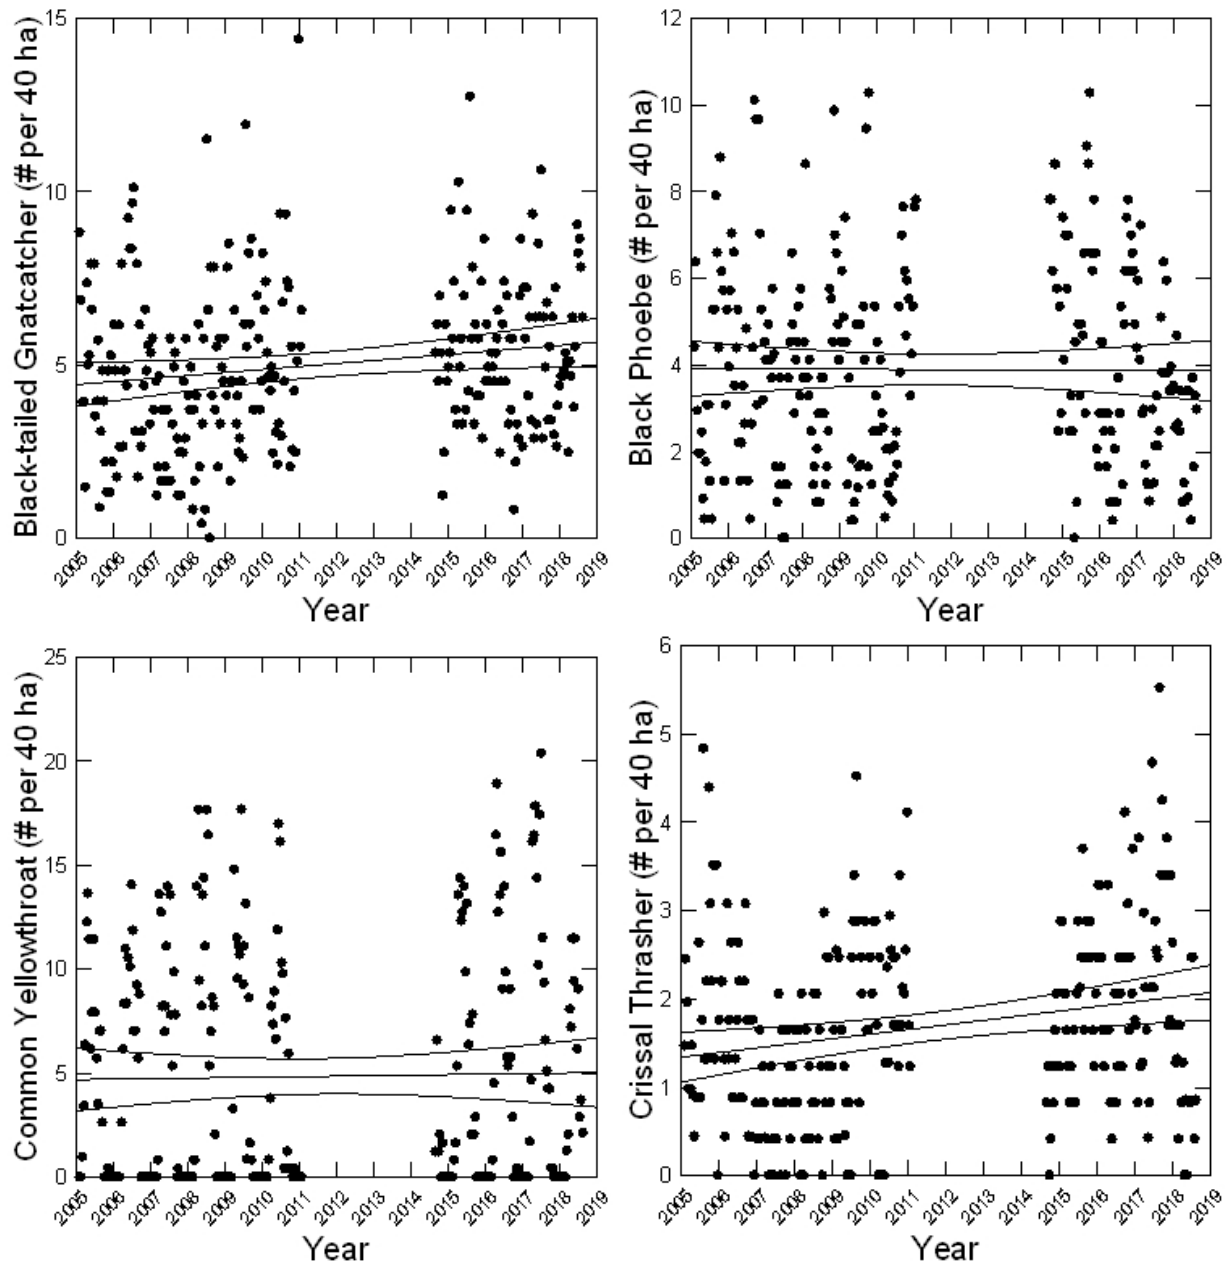 Black-tailed Gnatcatcher (# per 40 ha)
15
10
5
0
2005 2006 2007 2008 2009 2010 2011 2012 2013 2014 2015 2016 2017 2018 2019
Year
Black Phoebe (# per 40 ha)
12
10
8
6
4
2
0
2005 2006 2007 2008 2009 2010 2011 2012 2013 2014 2015 2016 2017 2018 2019
Year
Common Yellowthroat (# per 40 ha)
25
20
15
10
5
0
2005 2006 2007 2008 2009 2010 2011 2012 2013 2014 2015 2016 2017 2018 2019
Year
Crissal Thrasher (# per 40 ha)
6
5
4
3
2
1
0
2005 2006 2007 2008 2009 2010 2011 2012 2013 2014 2015 2016 2017 2018 2019
Year